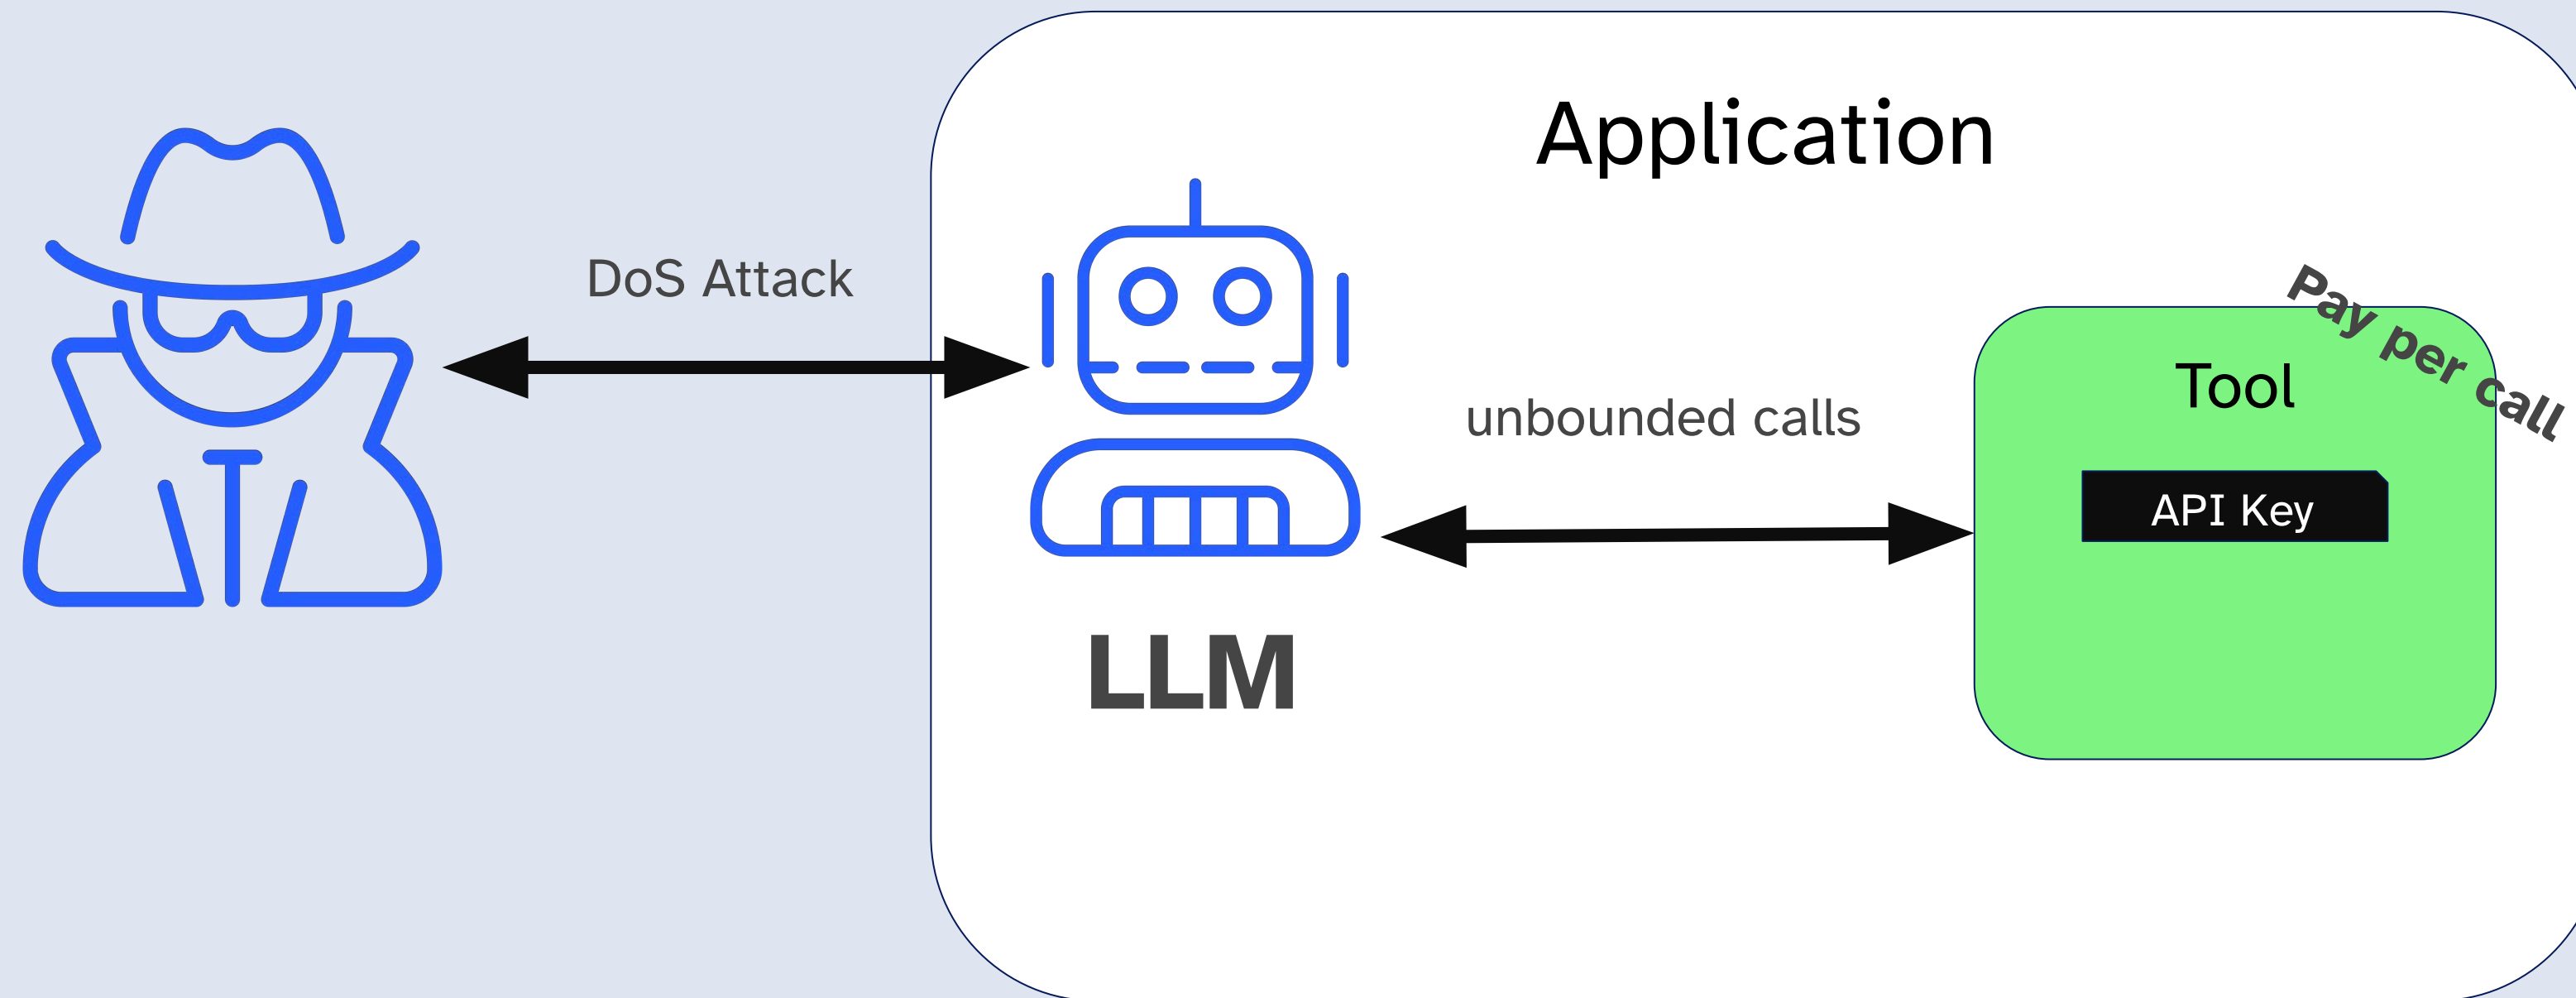 Application
DoS Attack
Pay per call
Tool
unbounded calls
API Key
LLM